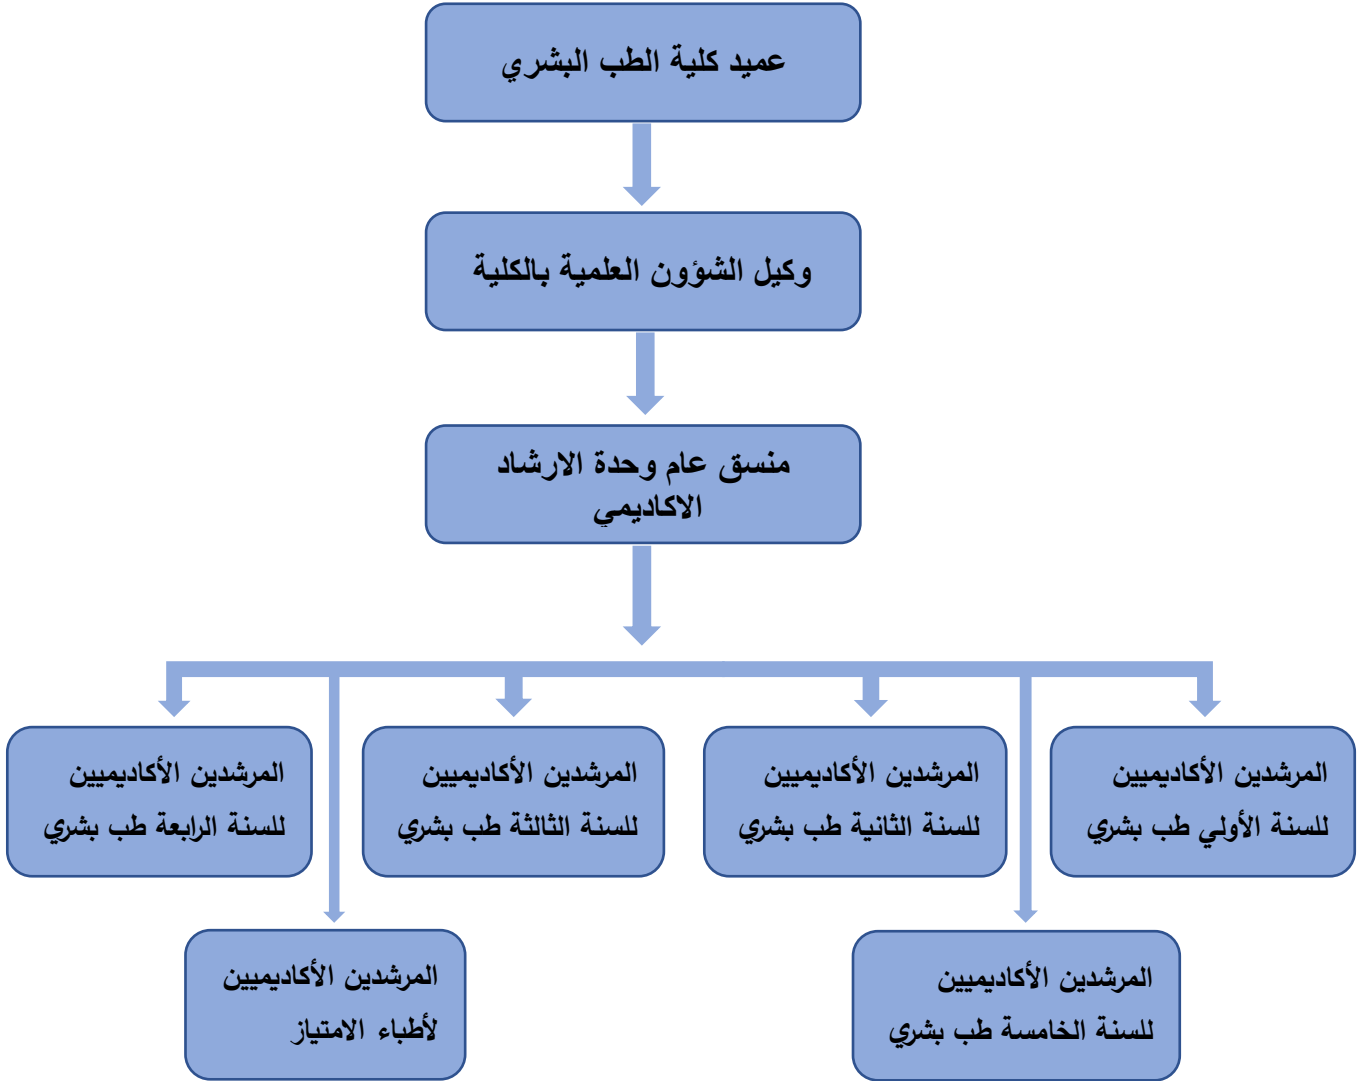 عميد كلية الطب البشري
وكيل الشؤون العلمية بالكلية
منسق عام وحدة الارشاد
الاكاديمي
المرشدين الأكاديميين
للسنة الأولي طب بشري
المرشدين الأكاديميين
للسنة الثانية طب بشري
المرشدين الأكاديميين
للسنة الثالثة طب بشري
المرشدين الأكاديميين
للسنة الرابعة طب بشري
المرشدين الأكاديميين
للسنة الخامسة طب بشري
المرشدين الأكاديميين
لأطباء الامتياز